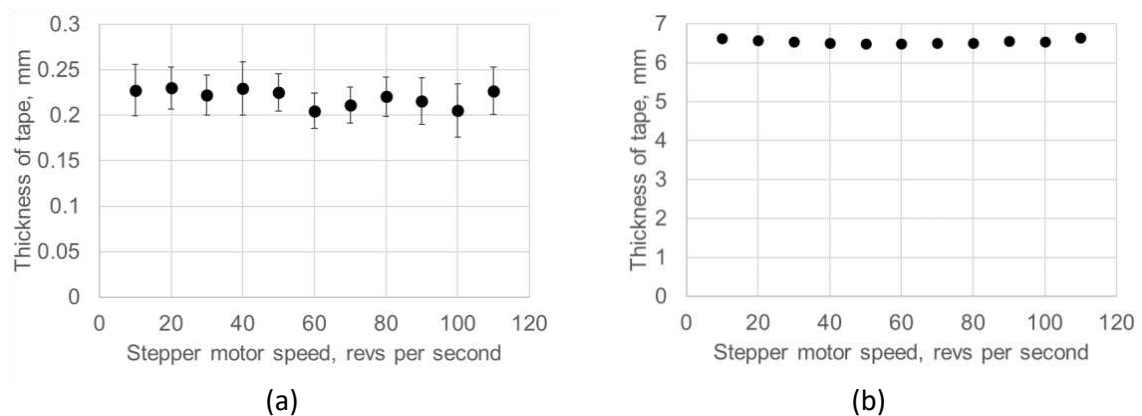 0.3
0.25
0.2
0.15
0.1
0.05
0
Thickness of tape, mm
0 20 40 60 80 100 120
Stepper motor speed, revs per second
(a)
7
6
5
4
3
2
1
0
Thickness of tape, mm
0 20 40 60 80 100 120
Stepper motor speed, revs per second
(b)